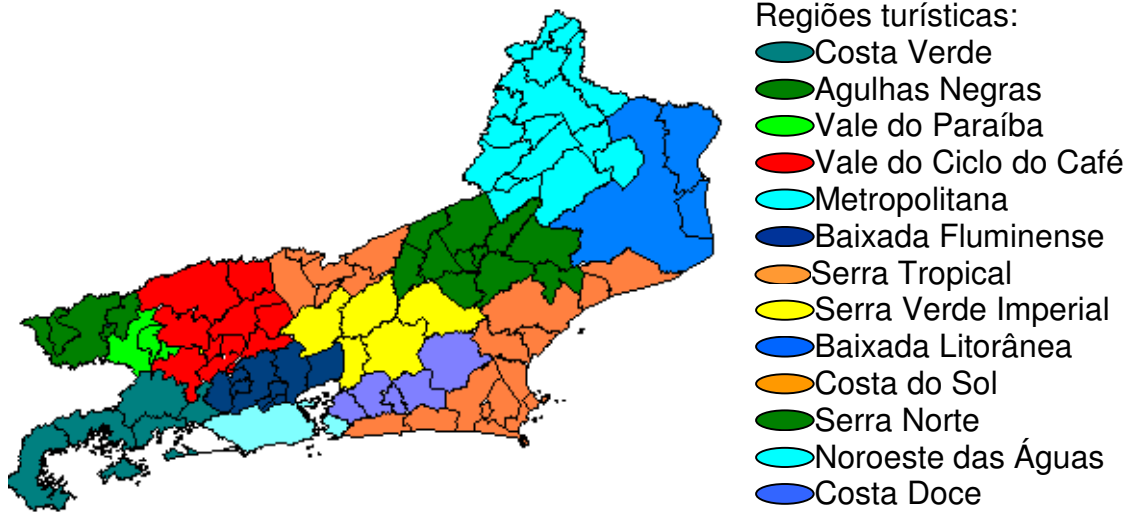 Regiões turísticas:
Costa Verde
Agulhas Negras
Vale do Paraíba
Vale do Ciclo do Café
Metropolitana
Baixada Fluminense
Serra Tropical
Serra Verde Imperial
Baixada Litorânea
Costa do Sol
Serra Norte
Noroeste das Águas
Costa Doce